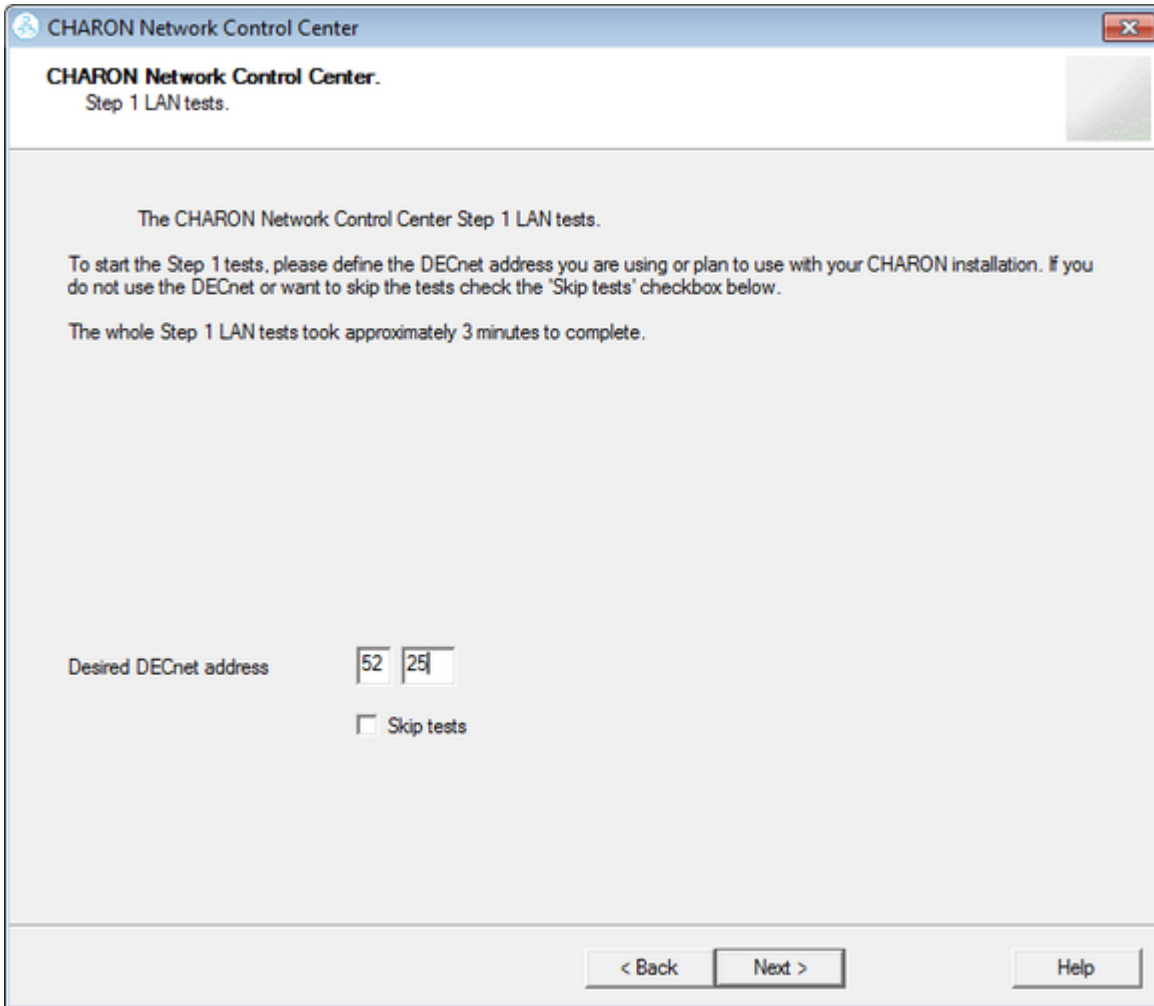 CHARON Network Control Center
CHARON Network Control Center.
Step 1 LAN tests.
The CHARON Network Control Center Step 1 LAN tests.
To start the Step 1 tests, please define the DECnet address you are using or plan to use with your CHARON installation. If you
do not use the DECnet or want to skip the tests check the 'Skip tests' checkbox below.
The whole Step 1 LAN tests took approximately 3 minutes to complete.
Desired DECnet address 52 25
Skip tests
< Back Next > Help